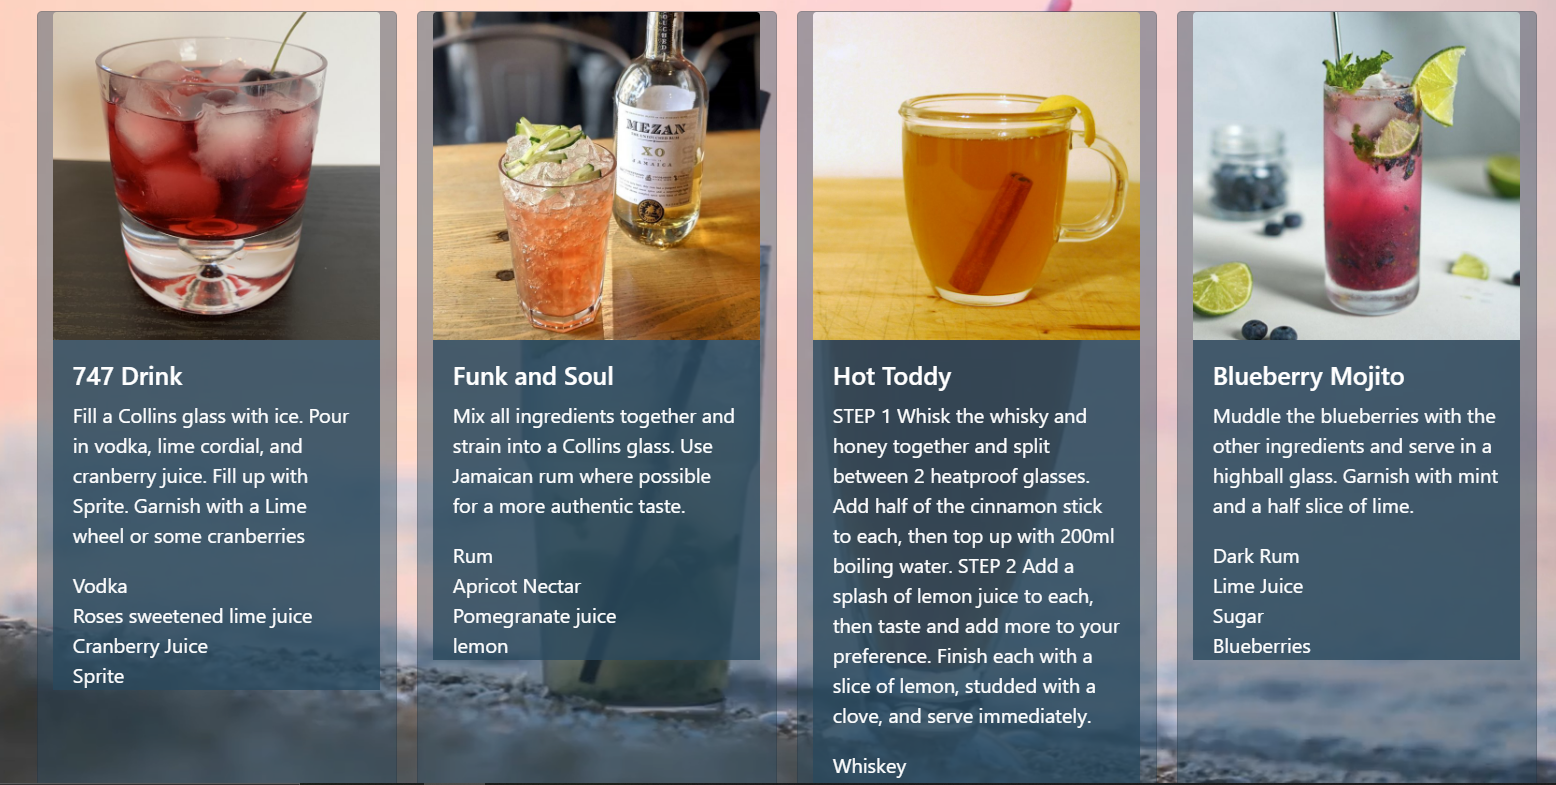 MEZAN
XO
JAMAICA
747 Drink
Fill a Collins glass with ice. Pour
in vodka, lime cordial, and
cranberry juice. Fill up with
Sprite. Garnish with a Lime
wheel or some cranberries
Vodka
Roses sweetened lime juice
Cranberry Juice
Sprite
Funk and Soul
Mix all ingredients together and
strain into a Collins glass. Use
Jamaican rum where possible
for a more authentic taste.
Rum
Apricot Nectar
Pomegranate juice
lemon
Hot Toddy
STEP 1 Whisk the whisky and
honey together and split
between 2 heatproof glasses.
Add half of the cinnamon stick
to each, then top up with 200ml
boiling water. STEP 2 Add a
splash of lemon juice to each,
then taste and add more to your
preference. Finish each with a
slice of lemon, studded with a
clove, and serve immediately.
Whiskey
Blueberry Mojito
Muddle the blueberries with the
other ingredients and serve in a
highball glass. Garnish with mint
and a half slice of lime.
Dark Rum
Lime Juice
Sugar
Blueberries